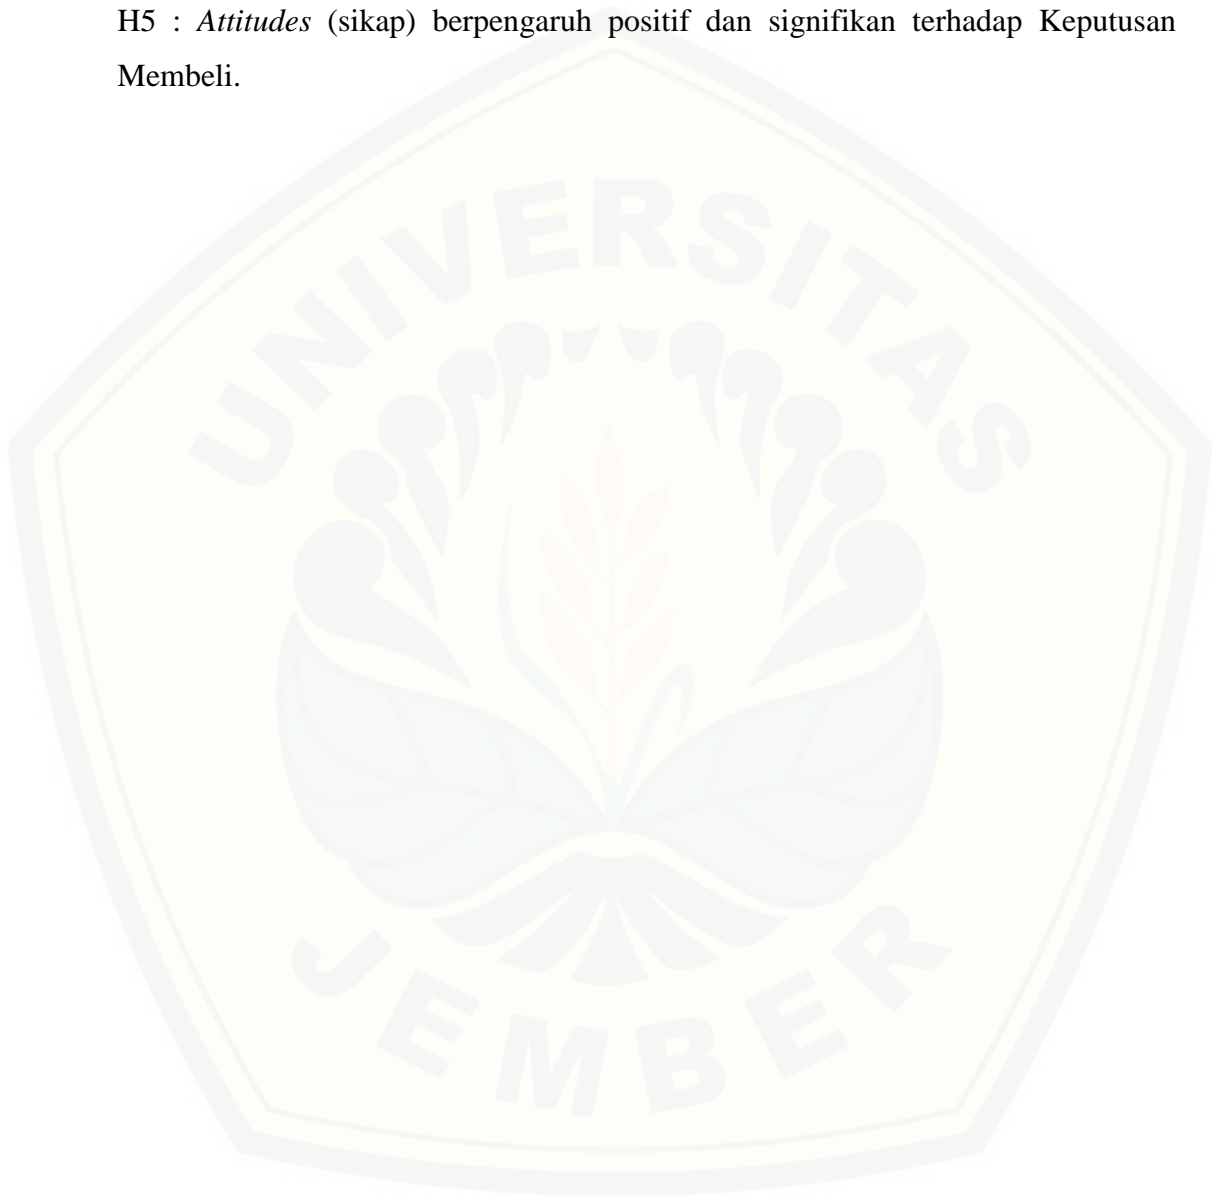 H5 : Attitudes (sikap) berpengaruh positif dan signifikan terhadap Keputusan
Membeli.
UNIVERSITAS
JEMBER